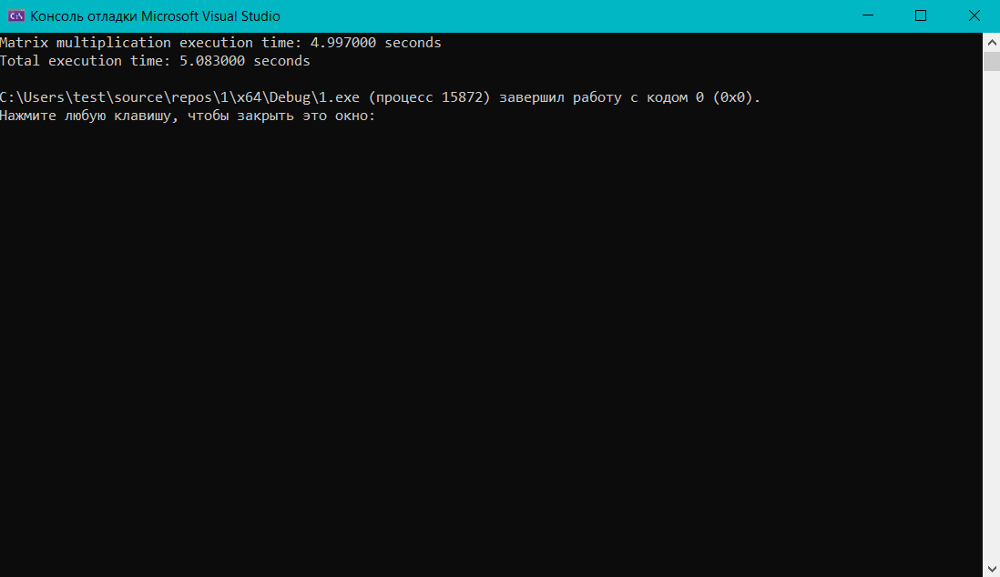 Консоль отладки Microsoft Visual Studio
Matrix multiplication execution time: 4.997000 seconds
Total execution time: 5.083000 seconds
C:\Users\test\source\repos\1\x64\Debug\1.exe (процесс 15872) завершил работу с кодом 0 (0x0).
Нажмите любую клавишу, чтобы закрыть это окно: